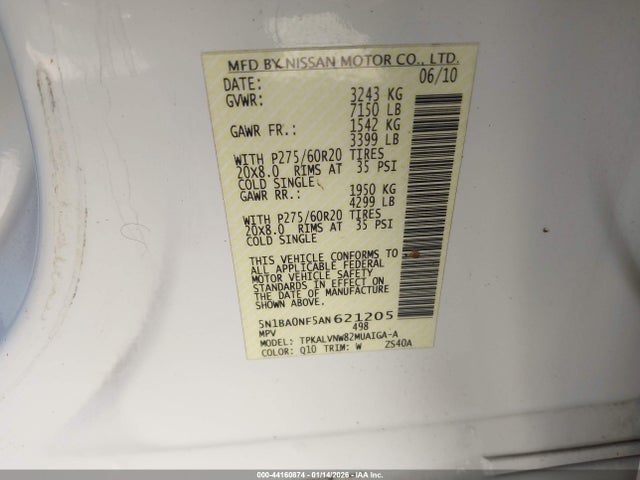 MFD BY NISSAN MOTOR CO., LTD.
DATE: 06/10
GVWR: 3243 KG
7150 LB
GAWR FR.: 1542 KG
3399 LB
WITH P275/60R20 TIRES
20X8.0 RIMS AT 35 PSI
COLD SINGLE
GAWR RR.: 1950 KG
4299 LB
WITH P275/60R20 TIRES
20X8.0 RIMS AT 35 PSI
COLD SINGLE
THIS VEHICLE CONFORMS TO
ALL APPLICABLE FEDERAL
MOTOR VEHICLE SAFETY
STANDARDS IN EFFECT ON
THE DATE OF MANUFACTURE
SHOWN ABOVE.
5N1BA0NF5AN621205
MPV 498
MODEL: TPKALVNW82MUAIGA-A
COLOR: Q10 TRIM: W ZS40A
000-44160874 - 01/14/2026 - IAA Inc.